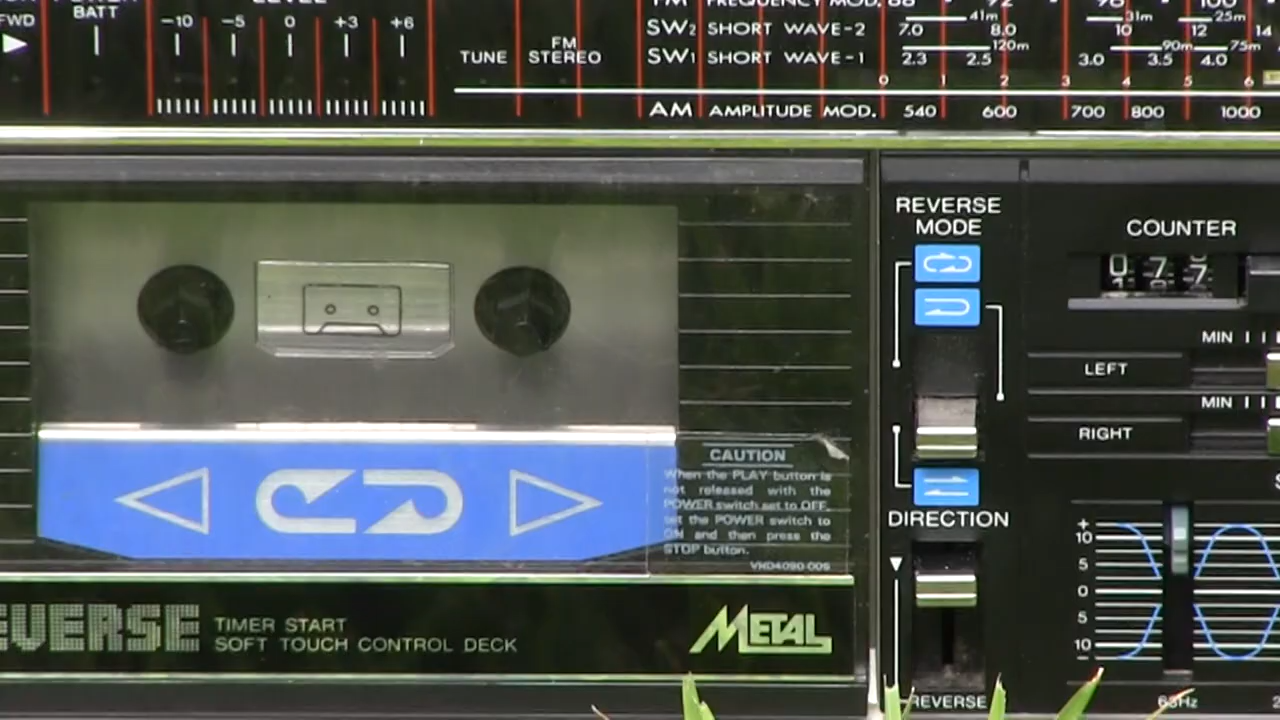 BATT
FWD
-10 -5 0 +3 +6
TUNE
FM
STEREO
FM FREQUENCY MOD. 88 92 96 100
SW2 SHORT WAVE-2 7.0 41m 8.0 10 31m 12 25m 14
SW1 SHORT WAVE-1 2.3 2.5 120m 3.0 3.5 90m 4.0 75m
0 1 2 3 4 5 6
AM AMPLITUDE MOD. 540 600 700 800 1000
REVERSE
MODE
COUNTER
MIN
LEFT
MIN
RIGHT
DIRECTION
REVERSE
CAUTION
When the PLAY button is
not released with the
POWER switch set to OFF,
set the POWER switch to
ON and then press the
STOP button.
VND4090-006
EVERSE
TIMER START
SOFT TOUCH CONTROL DECK
METAL
+
10
5
0
5
10
-
63Hz